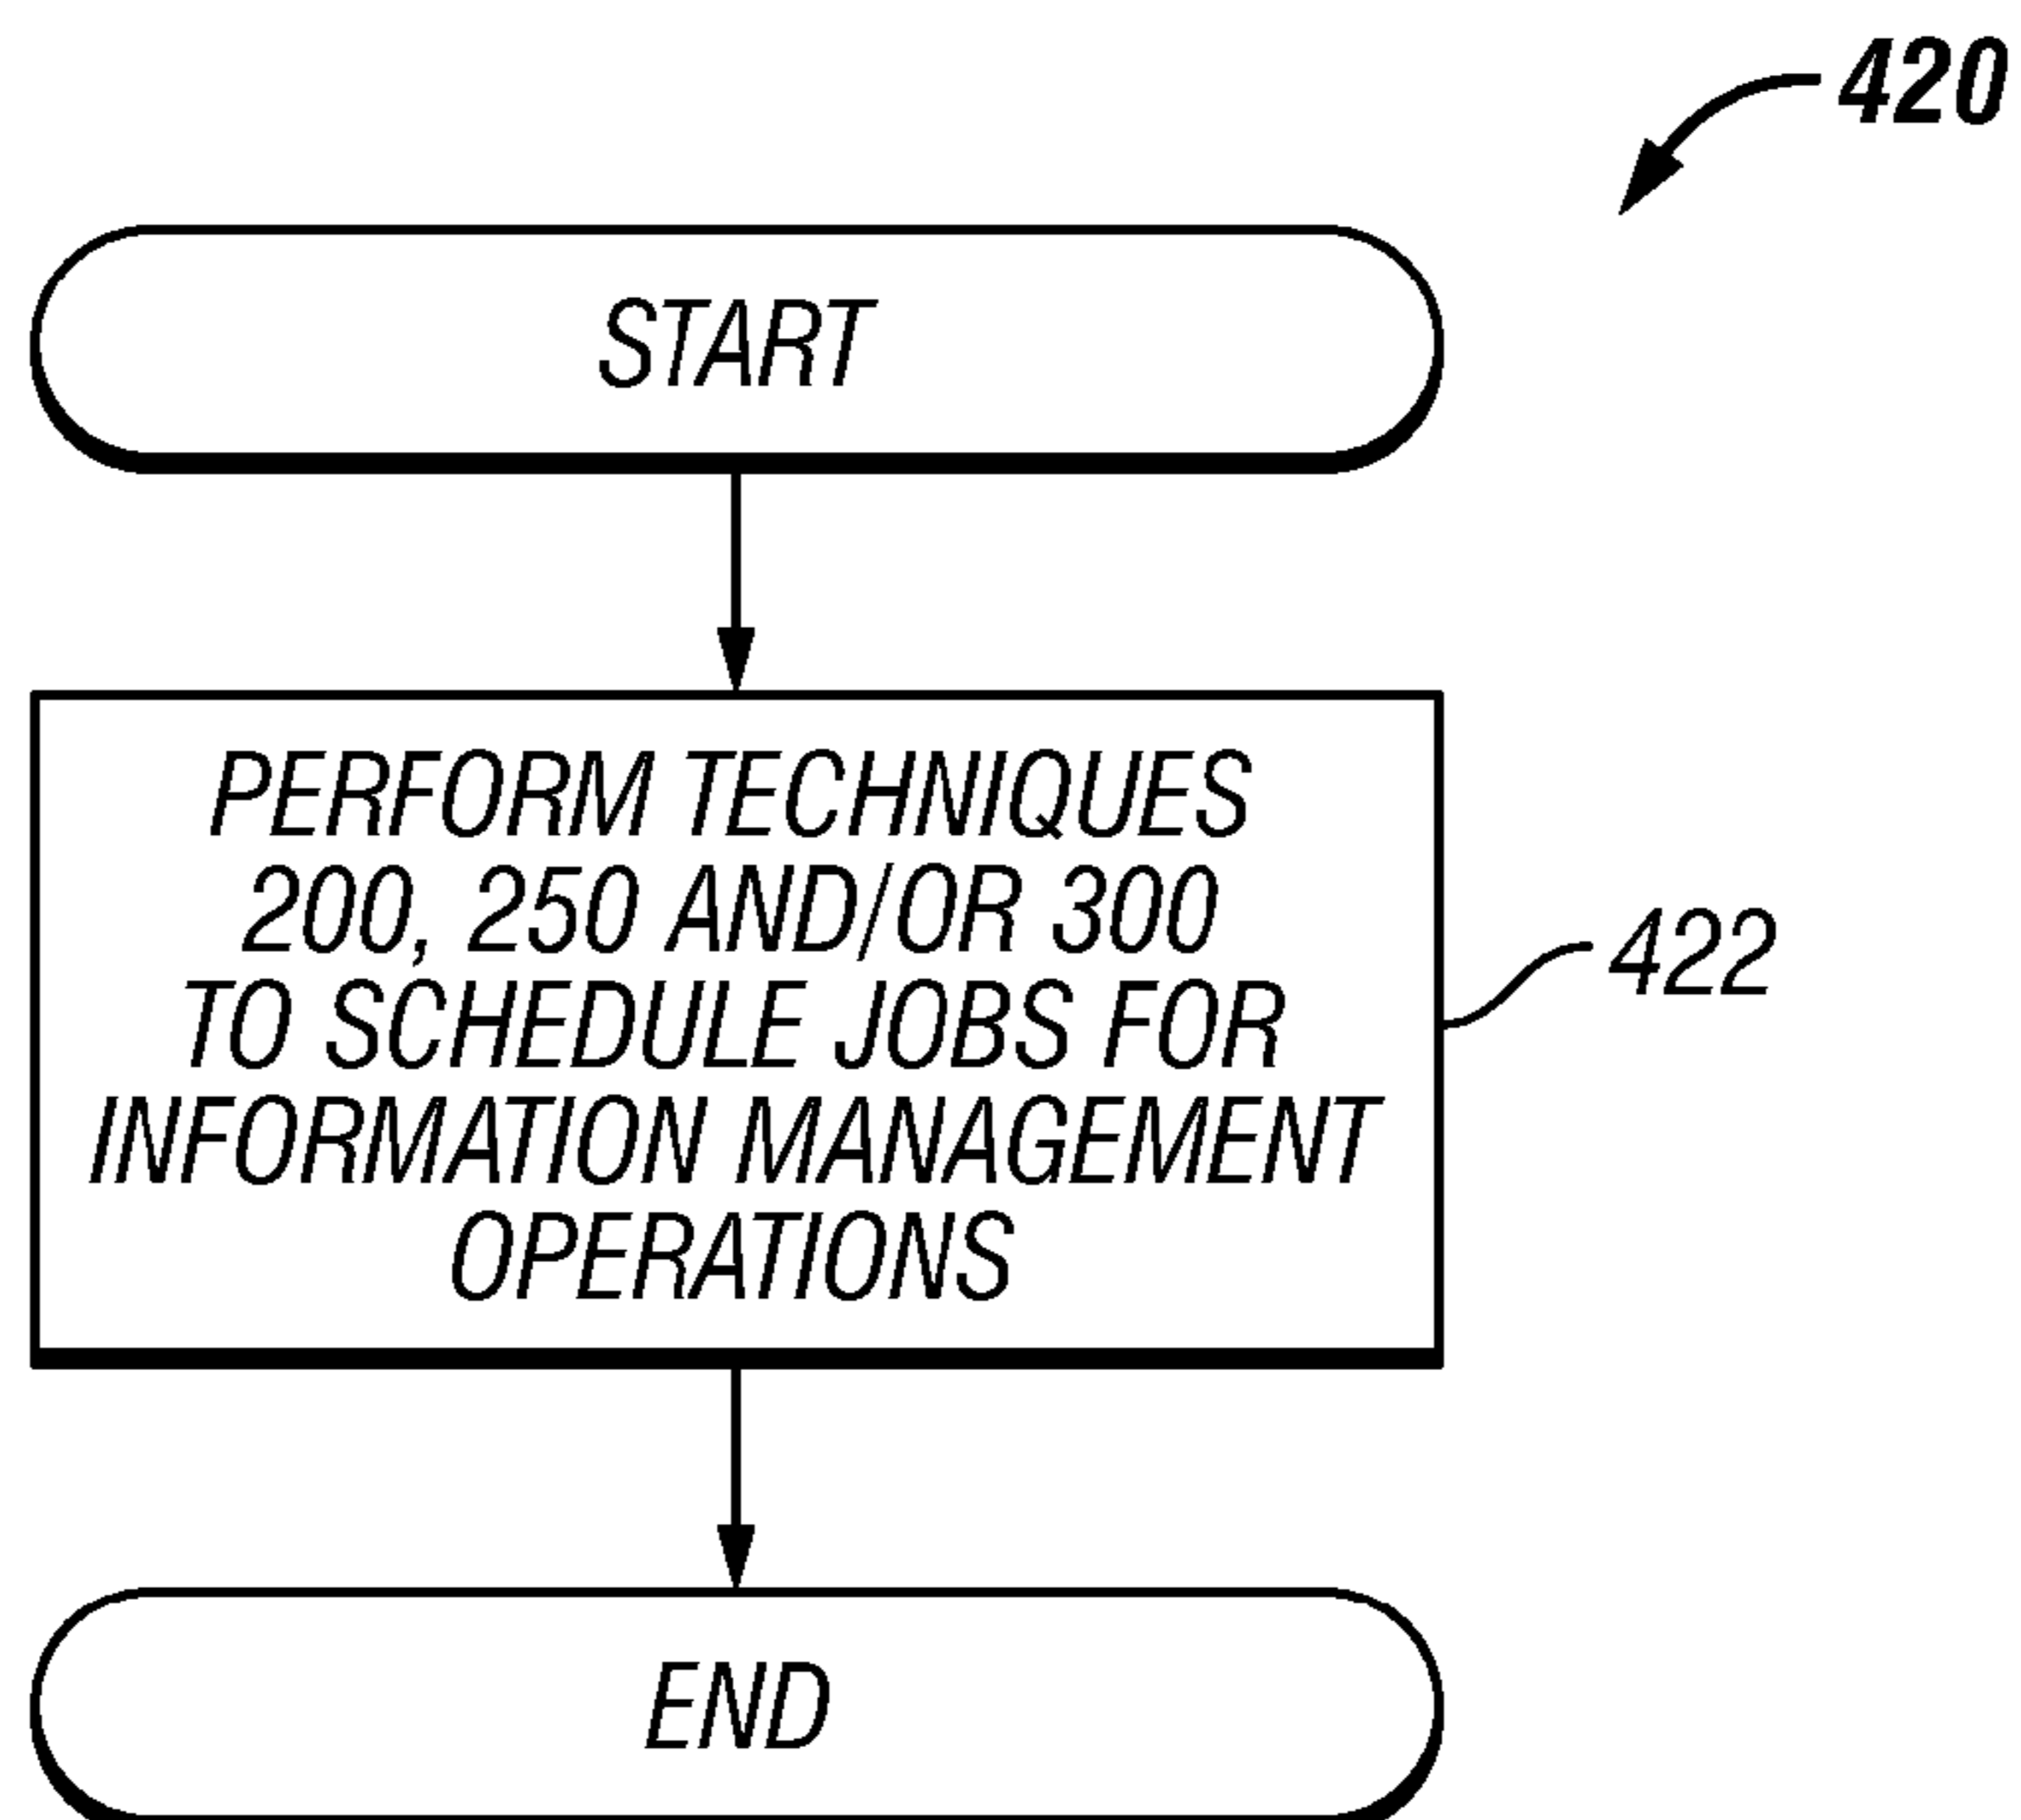 420
START
PERFORM TECHNIQUES
200, 250 AND/OR 300
TO SCHEDULE JOBS FOR
INFORMATION MANAGEMENT
OPERATIONS
422
END